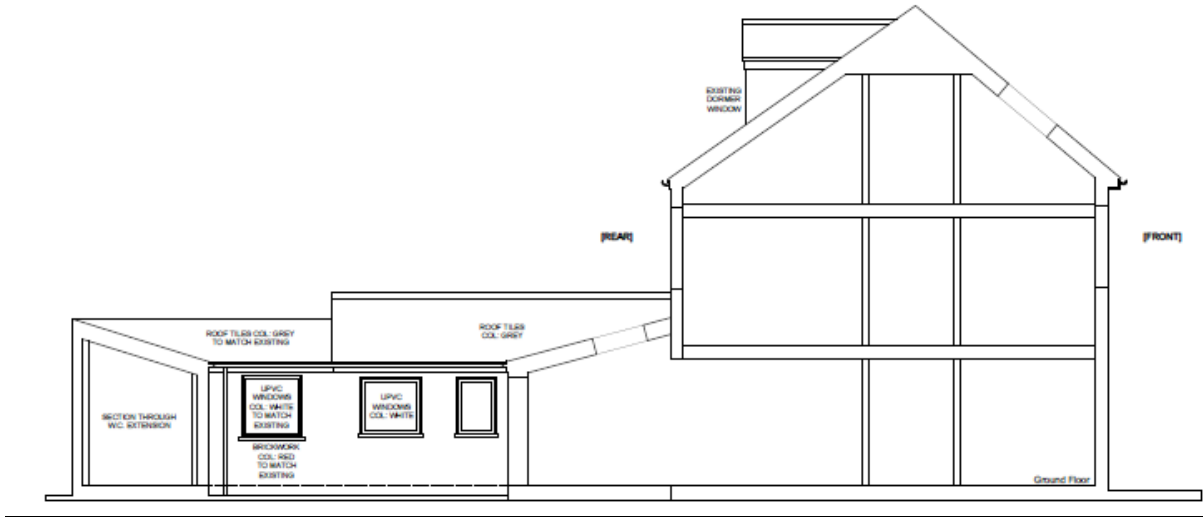 EXISTING
DORMER
WINDOW
[REAR]
[FRONT]
ROOF TILES COL: GREY
TO MATCH EXISTING
ROOF TILES
COL: GREY
UPVC
WINDOWS
COL: WHITE
TO MATCH
EXISTING
UPVC
WINDOWS
COL: WHITE
SECTION THROUGH
W.C. EXTENSION
BRICKWORK
COL: RED
TO MATCH
EXISTING
Ground Floor